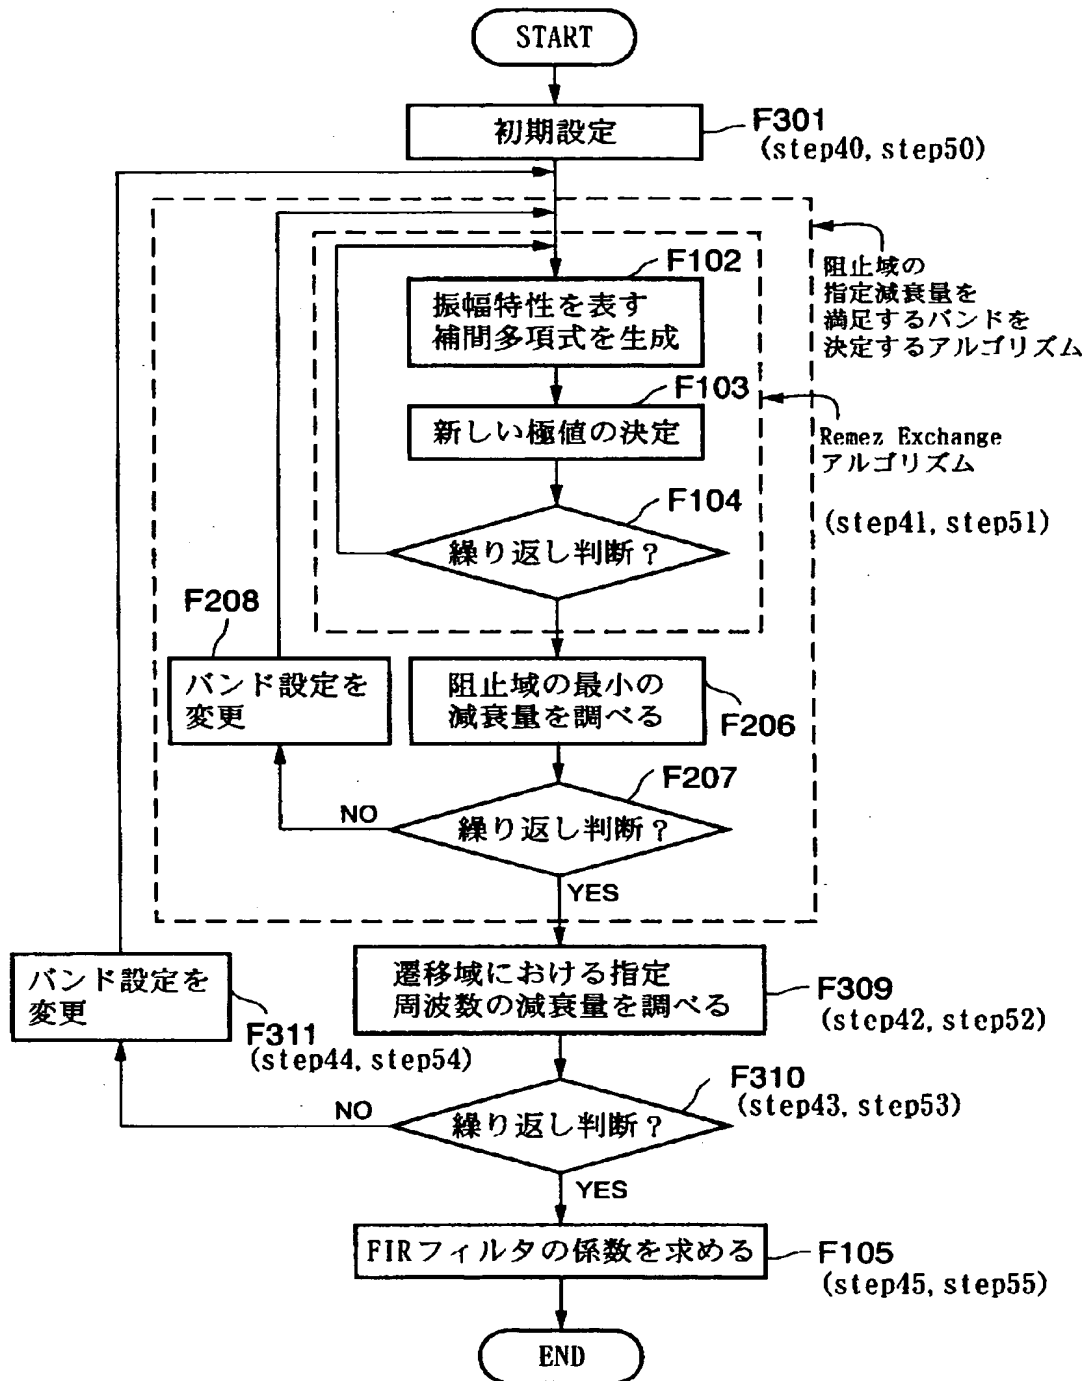 START
初期設定
F301
(step40, step50)
阻止域の
指定減衰量を
満足するバンドを
決定するアルゴリズム
F102
振幅特性を表す
補間多項式を生成
F103
新しい極値の決定
Remez Exchange
アルゴリズム
(step41, step51)
F104
繰り返し判断？
F208
バンド設定を
変更
阻止域の最小の
減衰量を調べる
F206
F207
繰り返し判断？
NO
YES
バンド設定を
変更
F311
(step44, step54)
遷移域における指定
周波数の減衰量を調べる
F309
(step42, step52)
F310
(step43, step53)
繰り返し判断？
NO
YES
FIRフィルタの係数を求める
F105
(step45, step55)
END